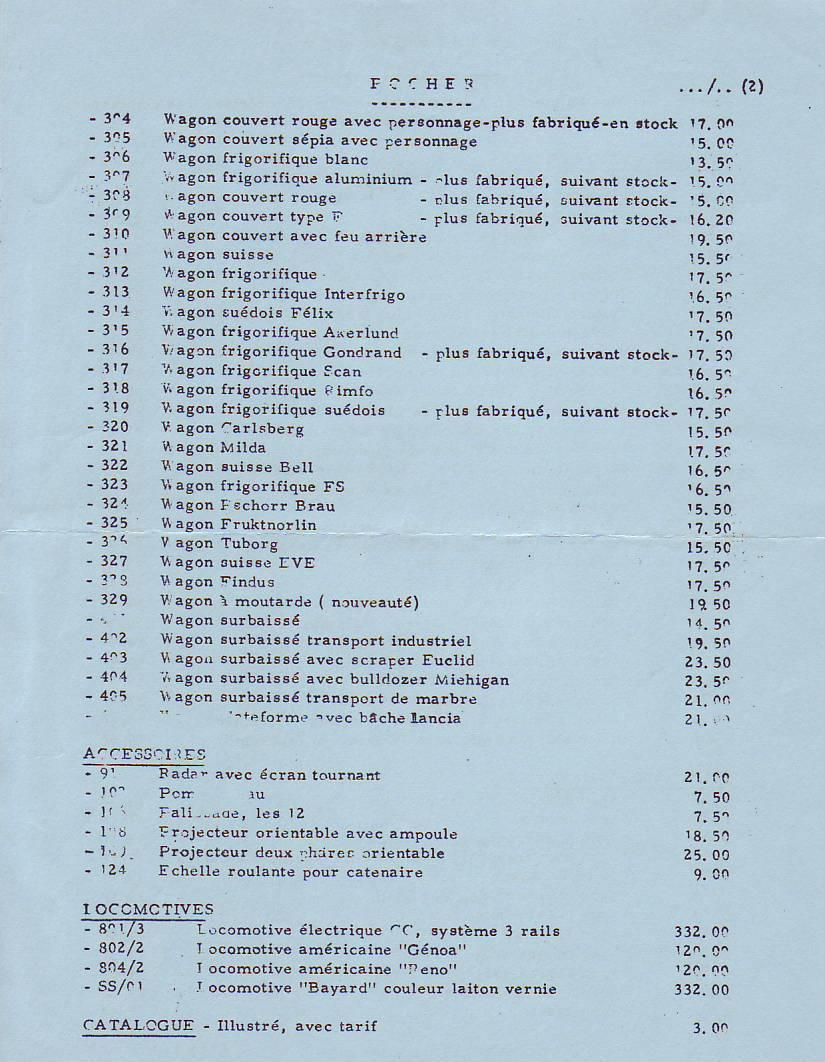 POCHER .../.. (2)
- 304 Wagon couvert rouge avec personnage-plus fabriqué-en stock 17.00
- 305 Wagon couvert sépia avec personnage 15.00
- 306 Wagon frigorifique blanc 13.50
- 307 Wagon frigorifique aluminium - plus fabriqué, suivant stock- 15.00
- 308 Wagon couvert rouge - plus fabriqué, suivant stock- 15.00
- 309 Wagon couvert type F - plus fabriqué, suivant stock- 16.20
- 310 Wagon couvert avec feu arrière 19.50
- 311 Wagon suisse 15.50
- 312 Wagon frigorifique 17.50
- 313 Wagon frigorifique Interfrigo 16.50
- 314 Wagon suédois Félix 17.50
- 315 Wagon frigorifique Akerlund 17.50
- 316 Wagon frigorifique Gondrand - plus fabriqué, suivant stock- 17.50
- 317 Wagon frigorifique Scan 16.50
- 318 Wagon frigorifique 16.50
- 319 Wagon frigorifique suédois - plus fabriqué, suivant stock- 17.50
- 320 Wagon Carlsberg 15.50
- 321 Wagon Milda 17.50
- 322 Wagon suisse Bell 16.50
- 323 Wagon frigorifique FS 16.50
- 324 Wagon Pschorr Brau 15.50
- 325 Wagon Fruktnorlin 17.50
- 326 Wagon Tuborg 15.50
- 327 Wagon suisse EVE 17.50
- 328 Wagon Findus 17.50
- 329 Wagon à moutarde ( nouveauté) 19.50
- Wagon surbaissé 14.50
- 402 Wagon surbaissé transport industriel 19.50
- 403 Wagon surbaissé avec scraper Euclid 23.50
- 404 Wagon surbaissé avec bulldozer Miehigan 23.50
- 405 Wagon surbaissé transport de marbre 21.00
- avec bâche lancia 21.
ACCESSOIRES
- Radar avec écran tournant 21.00
- 7.50
- les 12 7.50
- 108 Projecteur orientable avec ampoule 18.50
- Projecteur deux phares orientable 25.00
- 124 Echelle roulante pour catenaire 9.00
LOCOMOTIVES
- 801/3 Locomotive électrique CC, système 3 rails 332.00
- 802/2 Locomotive américaine "Génoa" 120.00
- 804/2 Locomotive américaine "Reno" 120.00
- SS/01 Locomotive "Bayard" couleur laiton vernie 332.00
CATALOGUE - Illustré, avec tarif 3.00